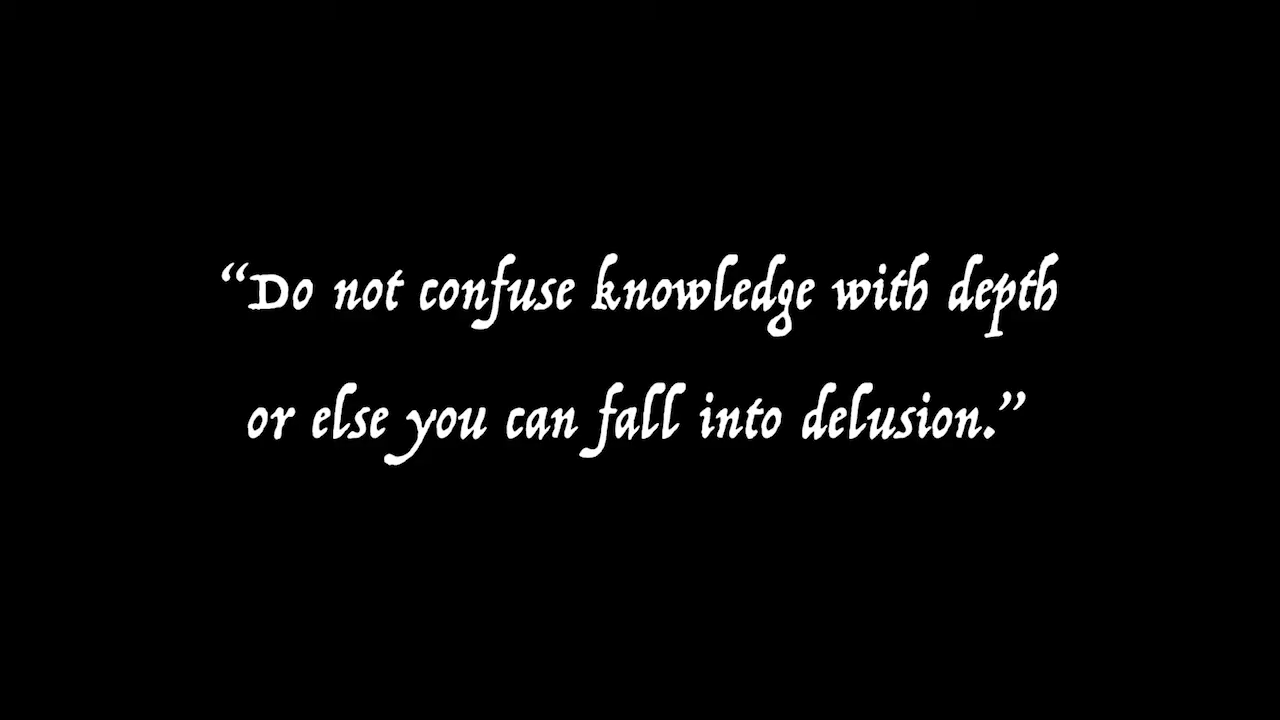 “Do not confuse knowledge with depth
or else you can fall into delusion.”